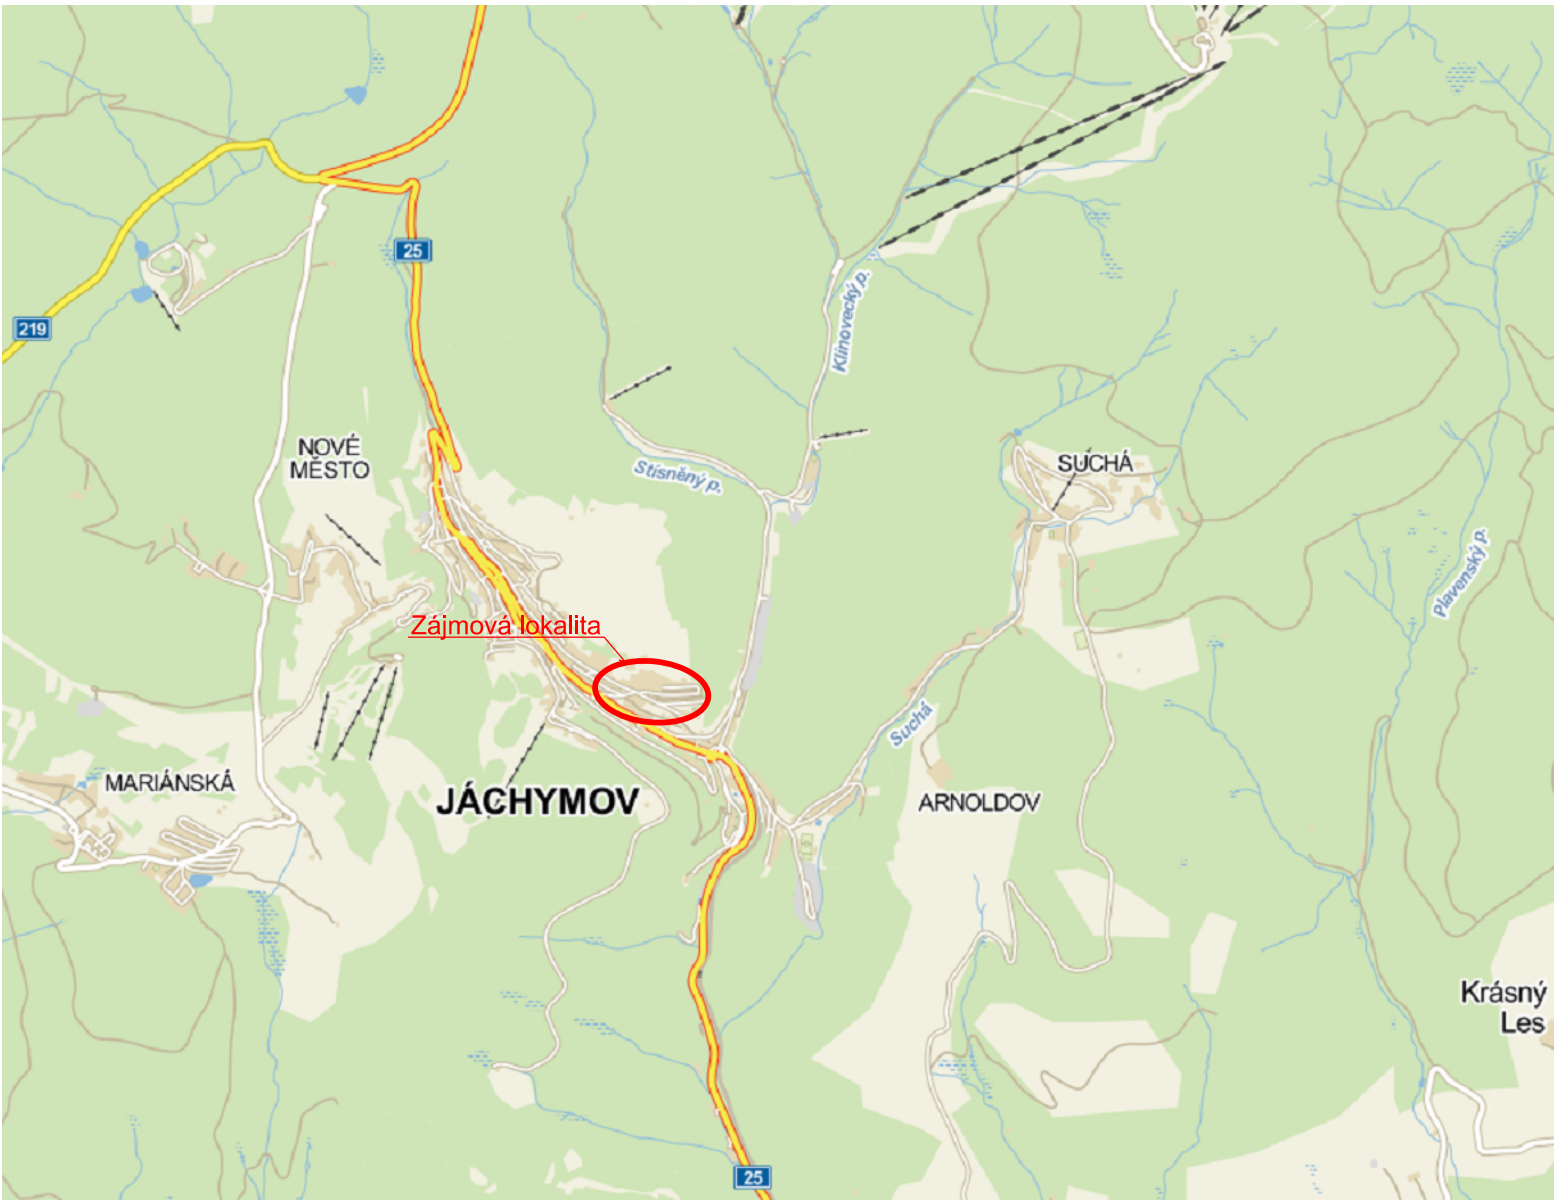 25
Klínovecký p.
219
NOVÉ
MĚSTO
SUCHÁ
Stísněný p.
Plavenský p.
Zájmová lokalita
Suchá
MARIÁNSKÁ
JÁCHYMOV
ARNOLDOV
Krásný
Les
25